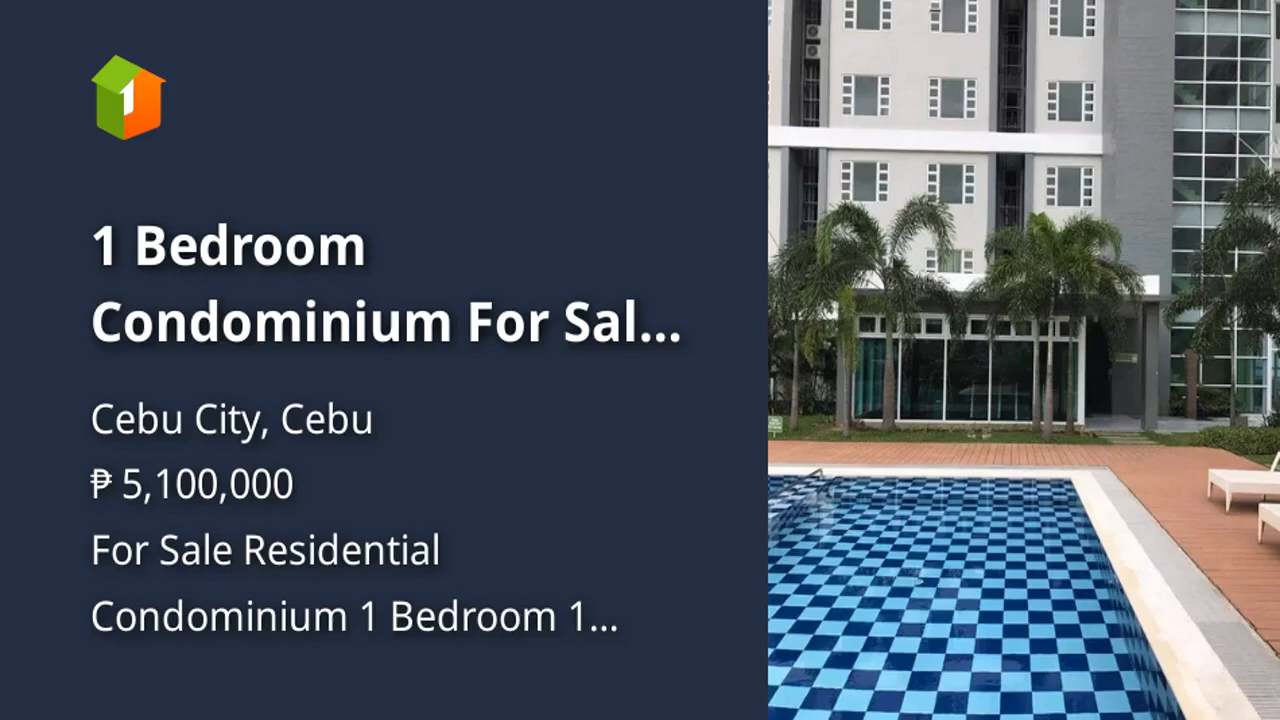 1 Bedroom
Condominium For Sal...
Cebu City, Cebu
₱ 5,100,000
For Sale Residential
Condominium 1 Bedroom 1...